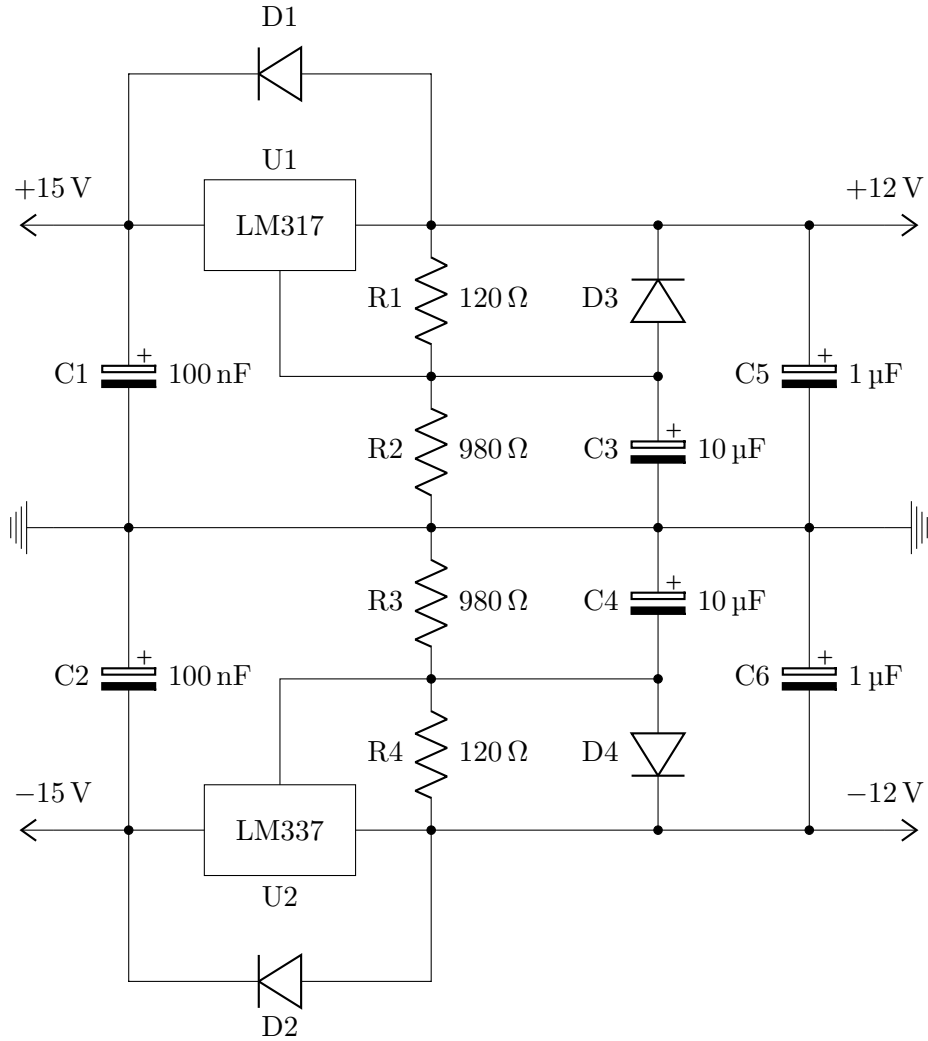 D1
U1
+15 V
+12 V
LM317
R1
120 Ω
D3
C1
+
100 nF
C5
+
1 µF
R2
980 Ω
C3
+
10 µF
R3
980 Ω
C4
+
10 µF
C2
+
100 nF
C6
+
1 µF
R4
120 Ω
D4
−15 V
−12 V
LM337
U2
D2